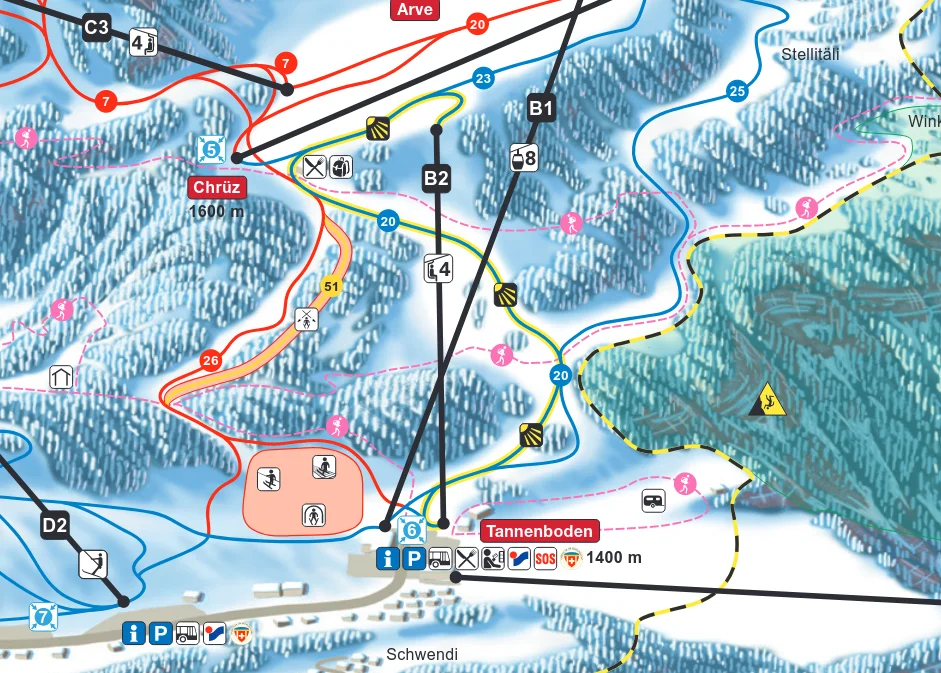 Arve
20
C3
4
7
23
Stellitäli
25
7
B1
Wink
5
8
B2
Chrüz
1600 m
20
4
51
26
20
D2
6
Tannenboden
i P SOS 1400 m
7
i P
Schwendi